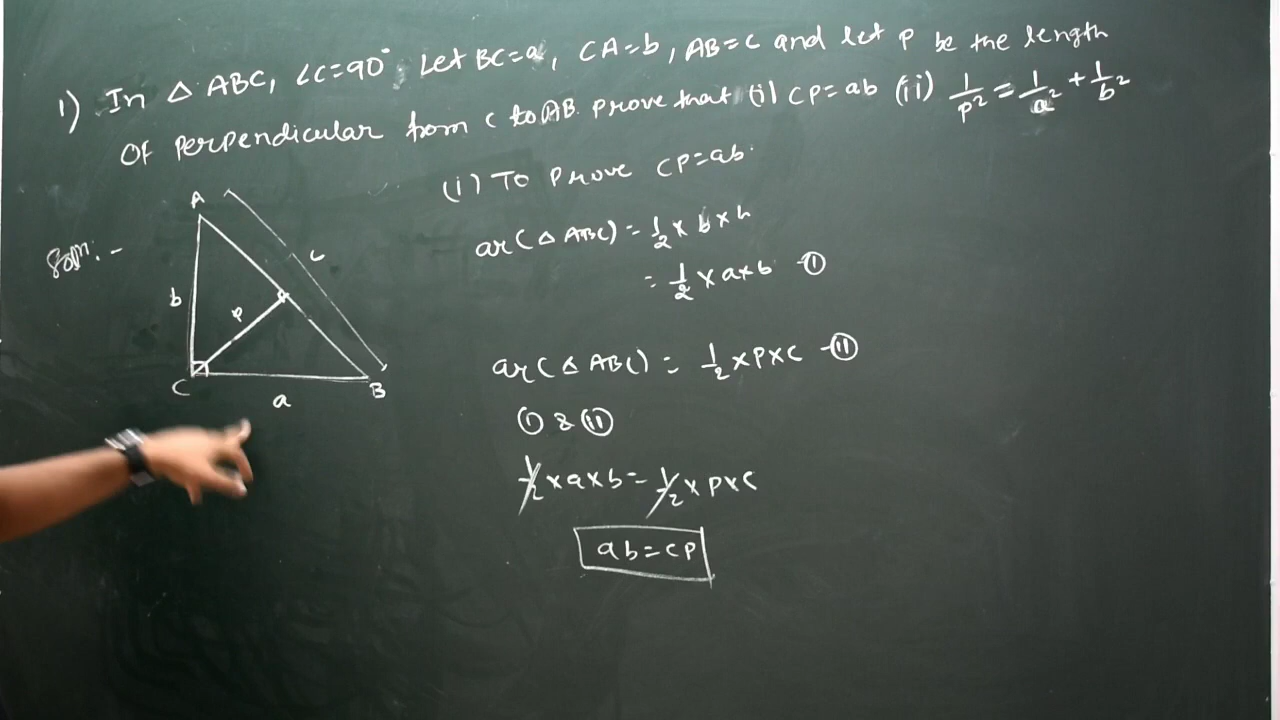 1) In △ ABC, ∠C=90° Let BC=a, CA=b, AB=c and let p be the length
Of perpendicular from C to AB. prove that (i) CP=ab (ii) 1/p² = 1/a² + 1/b²
(i) To prove CP=ab.
Soln:-
A
c
b
p
C
B
a
ar(△ ABC) = 1/2 × b × h
= 1/2 × a×b -①
ar(△ ABC) = 1/2 ×P×C -②
① & ②
1/2 ×a×b = 1/2 × P×C
ab=CP